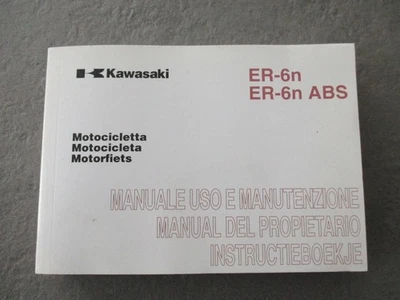 Kawasaki
ER-6n
ER-6n ABS
Motocicletta
Motocicleta
Motorfiets
MANUALE USO E MANUTENZIONE
MANUAL DEL PROPIETARIO
INSTRUCTIEBOEKJE